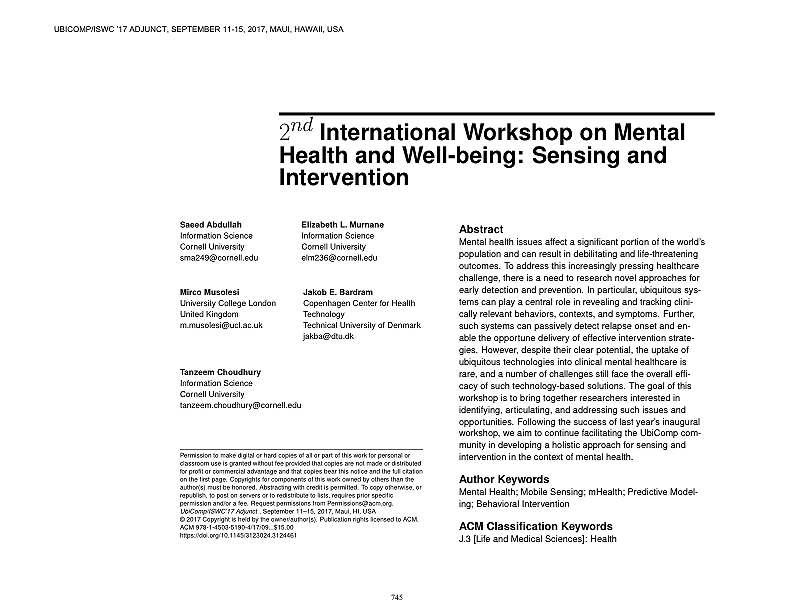 UBICOMP/ISWC '17 ADJUNCT, SEPTEMBER 11-15, 2017, MAUI, HAWAII, USA
2nd International Workshop on Mental
Health and Well-being: Sensing and
Intervention
Saeed Abdullah
Information Science
Cornell University
sma249@cornell.edu
Elizabeth L. Murnane
Information Science
Cornell University
elm236@cornell.edu
Mirco Musolesi
University College London
United Kingdom
m.musolesi@ucl.ac.uk
Jakob E. Bardram
Copenhagen Center for Health
Technology
Technical University of Denmark
jakba@dtu.dk
Tanzeem Choudhury
Information Science
Cornell University
tanzeem.choudhury@cornell.edu
Permission to make digital or hard copies of all or part of this work for personal or
classroom use is granted without fee provided that copies are not made or distributed
for profit or commercial advantage and that copies bear this notice and the full citation
on the first page. Copyrights for components of this work owned by others than the
author(s) must be honored. Abstracting with credit is permitted. To copy otherwise, or
republish, to post on servers or to redistribute to lists, requires prior specific
permission and/or a fee. Request permissions from Permissions@acm.org.
UbiComp/ISWC'17 Adjunct , September 11–15, 2017, Maui, HI, USA
© 2017 Copyright is held by the owner/author(s). Publication rights licensed to ACM.
ACM 978-1-4503-5190-4/17/09...$15.00
https://doi.org/10.1145/3123024.3124461
Abstract
Mental health issues affect a significant portion of the world's
population and can result in debilitating and life-threatening
outcomes. To address this increasingly pressing healthcare
challenge, there is a need to research novel approaches for
early detection and prevention. In particular, ubiquitous sys-
tems can play a central role in revealing and tracking clini-
cally relevant behaviors, contexts, and symptoms. Further,
such systems can passively detect relapse onset and en-
able the opportune delivery of effective intervention strate-
gies. However, despite their clear potential, the uptake of
ubiquitous technologies into clinical mental healthcare is
rare, and a number of challenges still face the overall effi-
cacy of such technology-based solutions. The goal of this
workshop is to bring together researchers interested in
identifying, articulating, and addressing such issues and
opportunities. Following the success of last year's inaugural
workshop, we aim to continue facilitating the UbiComp com-
munity in developing a holistic approach for sensing and
intervention in the context of mental health.
Author Keywords
Mental Health; Mobile Sensing; mHealth; Predictive Model-
ing; Behavioral Intervention
ACM Classification Keywords
J.3 [Life and Medical Sciences]: Health
745